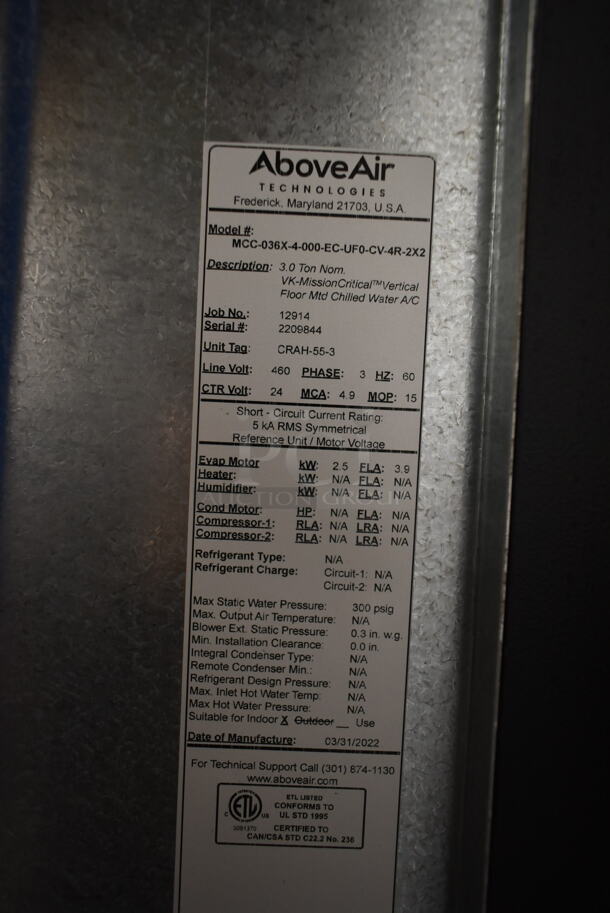 AboveAir
TECHNOLOGIES
Frederick, Maryland 21703, U.S.A.
Model #:
MCC-036X-4-000-EC-UF0-CV-4R-2X2
Description: 3.0 Ton Nom.
VK-MissionCritical™Vertical
Floor Mtd Chilled Water A/C
Job No.: 12914
Serial #: 2209844
Unit Tag: CRAH-55-3
Line Volt: 460 PHASE: 3 HZ: 60
CTR Volt: 24 MCA: 4.9 MOP: 15
Short - Circuit Current Rating:
5 kA RMS Symmetrical
Reference Unit / Motor Voltage
Evap Motor kW: 2.5 FLA: 3.9
Heater: kW: N/A FLA: N/A
Humidifier: kW: N/A FLA: N/A
Cond Motor: HP: N/A FLA: N/A
Compressor-1: RLA: N/A LRA: N/A
Compressor-2: RLA: N/A LRA: N/A
Refrigerant Type: N/A
Refrigerant Charge: Circuit-1: N/A
Circuit-2: N/A
Max Static Water Pressure: 300 psig
Max. Output Air Temperature: N/A
Blower Ext. Static Pressure: 0.3 in. w.g.
Min. Installation Clearance: 0.0 in.
Integral Condenser Type: N/A
Remote Condenser Min.: N/A
Refrigerant Design Pressure: N/A
Max. Inlet Hot Water Temp: N/A
Max Hot Water Pressure: N/A
Suitable for Indoor X Outdoor __ Use
Date of Manufacture: 03/31/2022
For Technical Support Call (301) 874-1130
www.aboveair.com
ETL LISTED
CONFORMS TO
UL STD 1995
C ETL US
CERTIFIED TO
CAN/CSA STD C22.2 No. 236